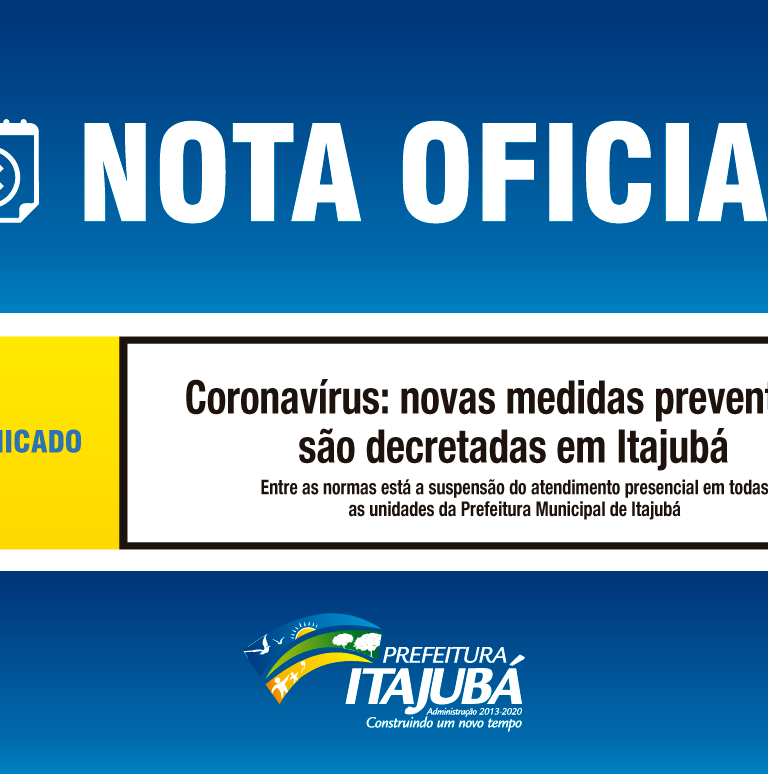 NOTA OFICIA
NICADO
Coronavírus: novas medidas prevent
são decretadas em Itajubá
Entre as normas está a suspensão do atendimento presencial em todas
as unidades da Prefeitura Municipal de Itajubá
PREFEITURA
ITAJUBÁ
Administração 2013-2020
Construindo um novo tempo